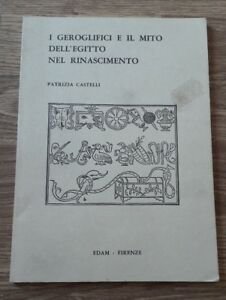 I GEROGLIFICI E IL MITO
DELL'EGITTO
NEL RINASCIMENTO
PATRIZIA CASTELLI
EDAM - FIRENZE